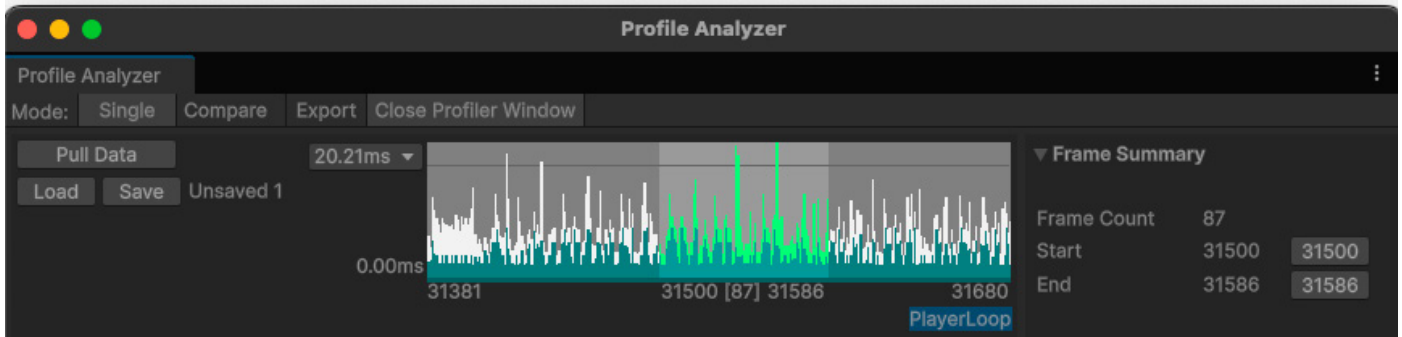 Profile Analyzer
Profile Analyzer
Mode: Single Compare Export Close Profiler Window
Pull Data
Load Save Unsaved 1
20.21ms
0.00ms
31381 31500 [87] 31586 31680
PlayerLoop
Frame Summary
Frame Count 87
Start 31500 31500
End 31586 31586